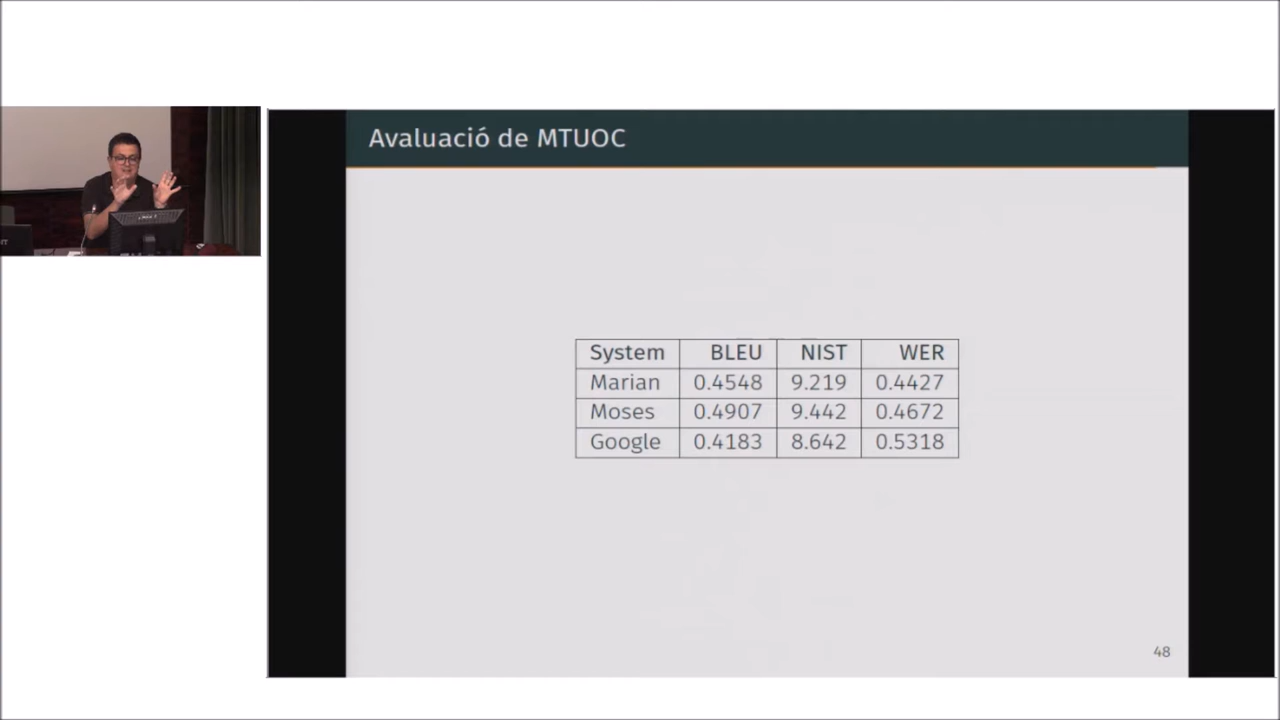 Avaluació de MTUOC
System BLEU NIST WER
Marian 0.4548 9.219 0.4427
Moses 0.4907 9.442 0.4672
Google 0.4183 8.642 0.5318
48